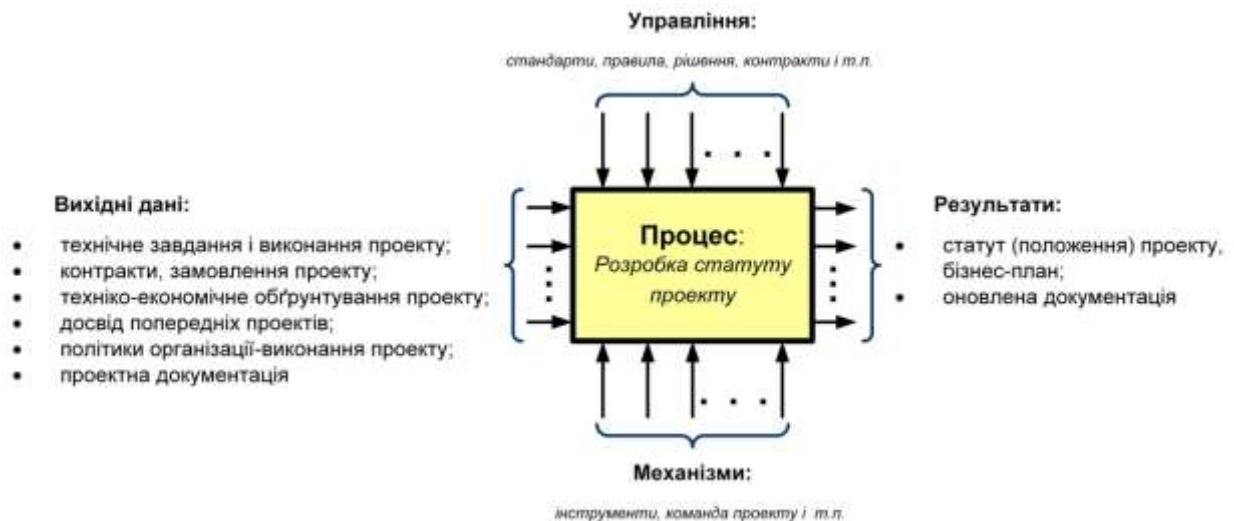 Управління:
стандарти, правила, рішення, контракти і т.п.
Вихідні дані:
• технічне завдання і виконання проекту;
• контракти, замовлення проекту;
• техніко-економічне обґрунтування проекту;
• досвід попередніх проектів;
• політики організації-виконання проекту;
• проектна документація
Процес:
Розробка статуту
проекту
Результати:
• статут (положення) проекту,
бізнес-план;
• оновлена документація
Механізми:
інструменти, команда проекту і т.п.